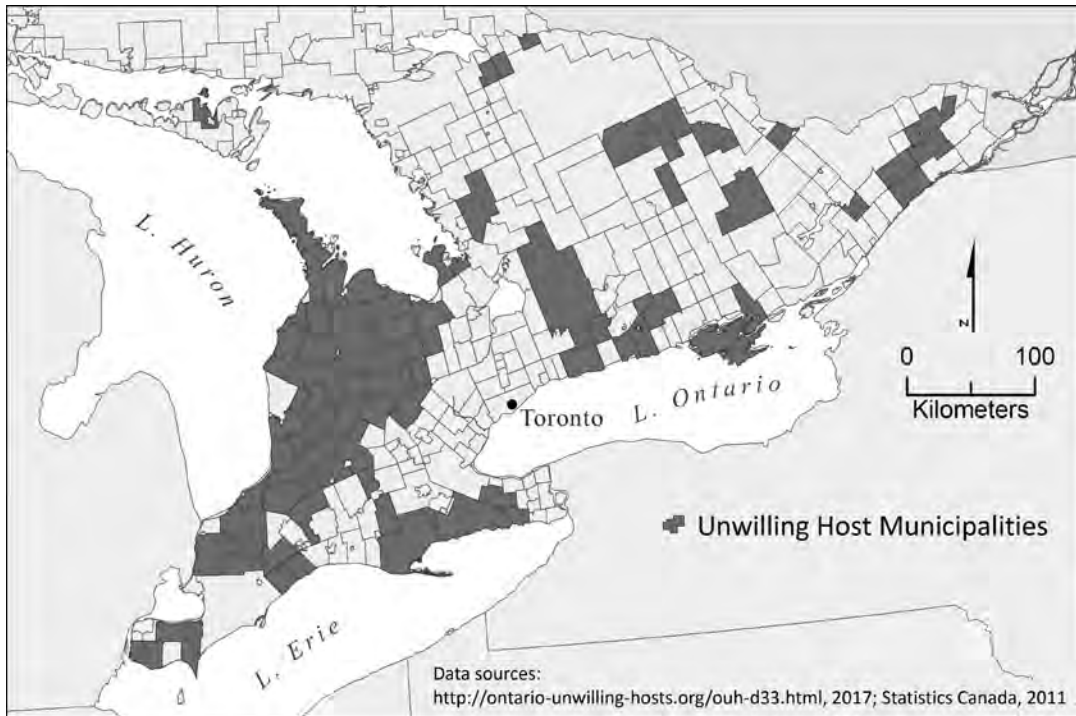 L. Huron
N
0 100
Kilometers
Toronto
L. Ontario
Unwilling Host Municipalities
L. Erie
Data sources:
http://ontario-unwilling-hosts.org/ouh-d33.html, 2017; Statistics Canada, 2011